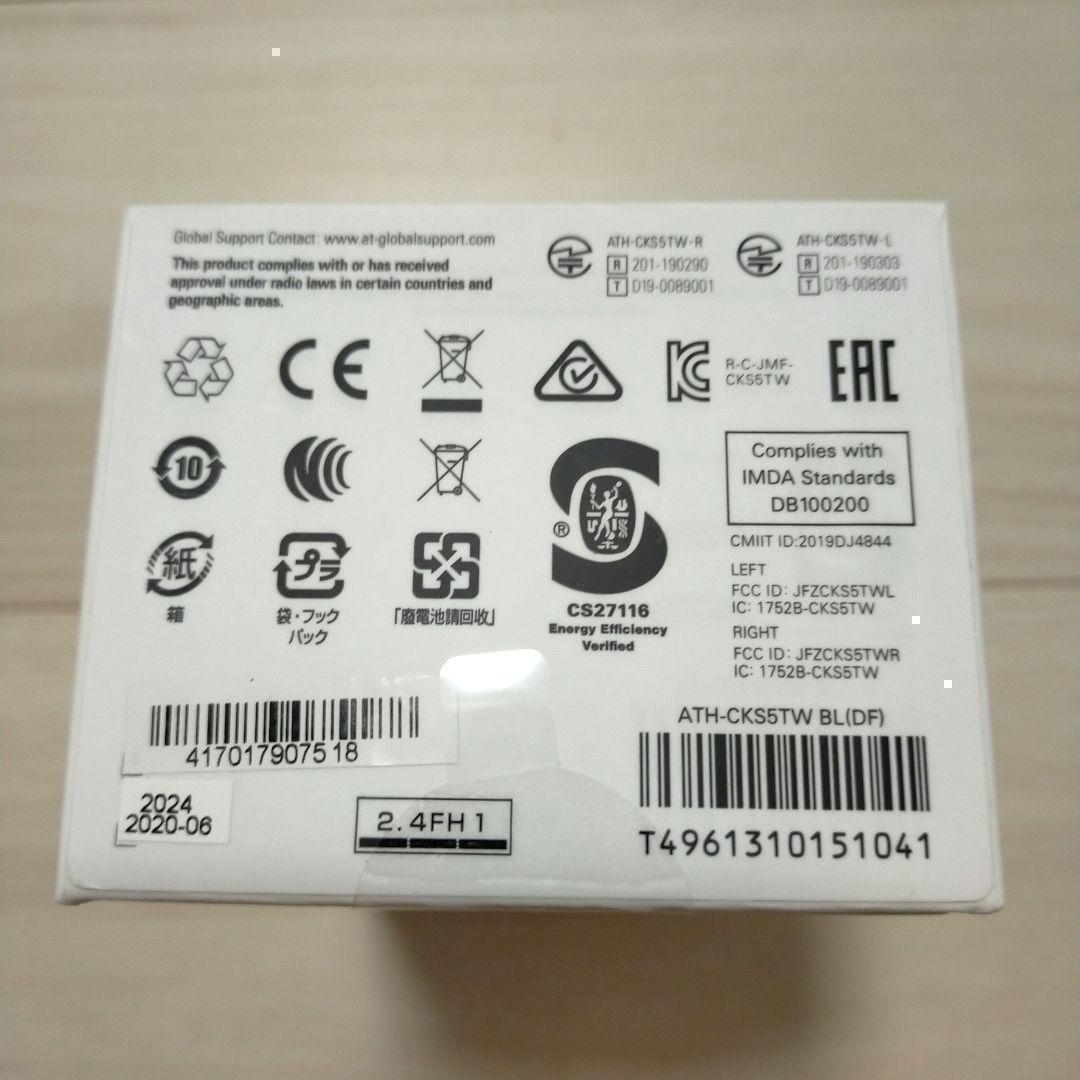 Global Support Contact: www.at-globalsupport.com
This product complies with or has received
approval under radio laws in certain countries and
geographic areas.
ATH-CKS5TW-R
R 201-190290
T D19-0089001
ATH-CKS5TW-L
R 201-190303
T D19-0089001
CE
R-C-JMF-
CKS5TW
EAC
10
Complies with
IMDA Standards
DB100200
CMIIT ID:2019DJ4844
LEFT
FCC ID: JFZCKS5TWL
IC: 1752B-CKS5TW
RIGHT
FCC ID: JFZCKS5TWR
IC: 1752B-CKS5TW
紙
箱
プラ
袋・フック
パック
「廢電池請回收」
S
®
CS27116
Energy Efficiency
Verified
417017907518
2024
2020-06
2.4FH1
ATH-CKS5TW BL(DF)
T4961310151041